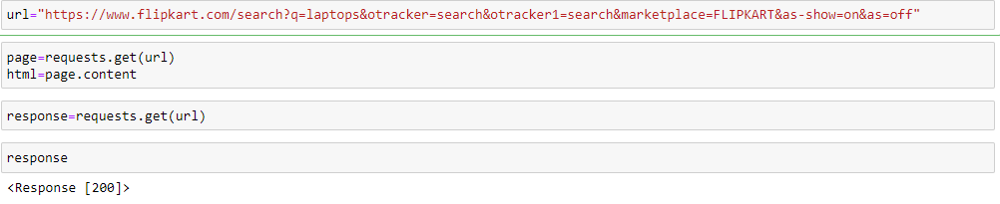 url="https://www.flipkart.com/search?q=laptops&otracker=search&otracker1=search&marketplace=FLIPKART&as-show=on&as=off"
page=requests.get(url)
html=page.content
response=requests.get(url)
response
<Response [200]>